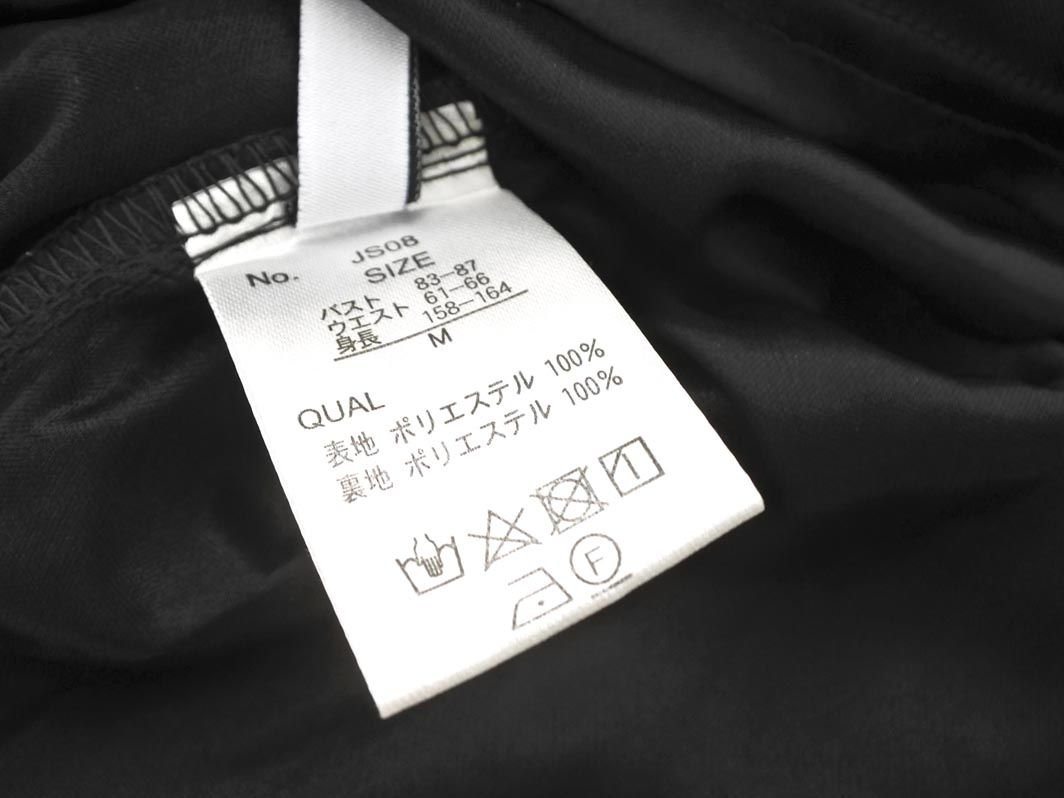 No. JS08
SIZE
バスト 83-87
ウエスト 61-66
身長 158-164
M
QUAL
表地 ポリエステル 100%
裏地 ポリエステル 100%
F